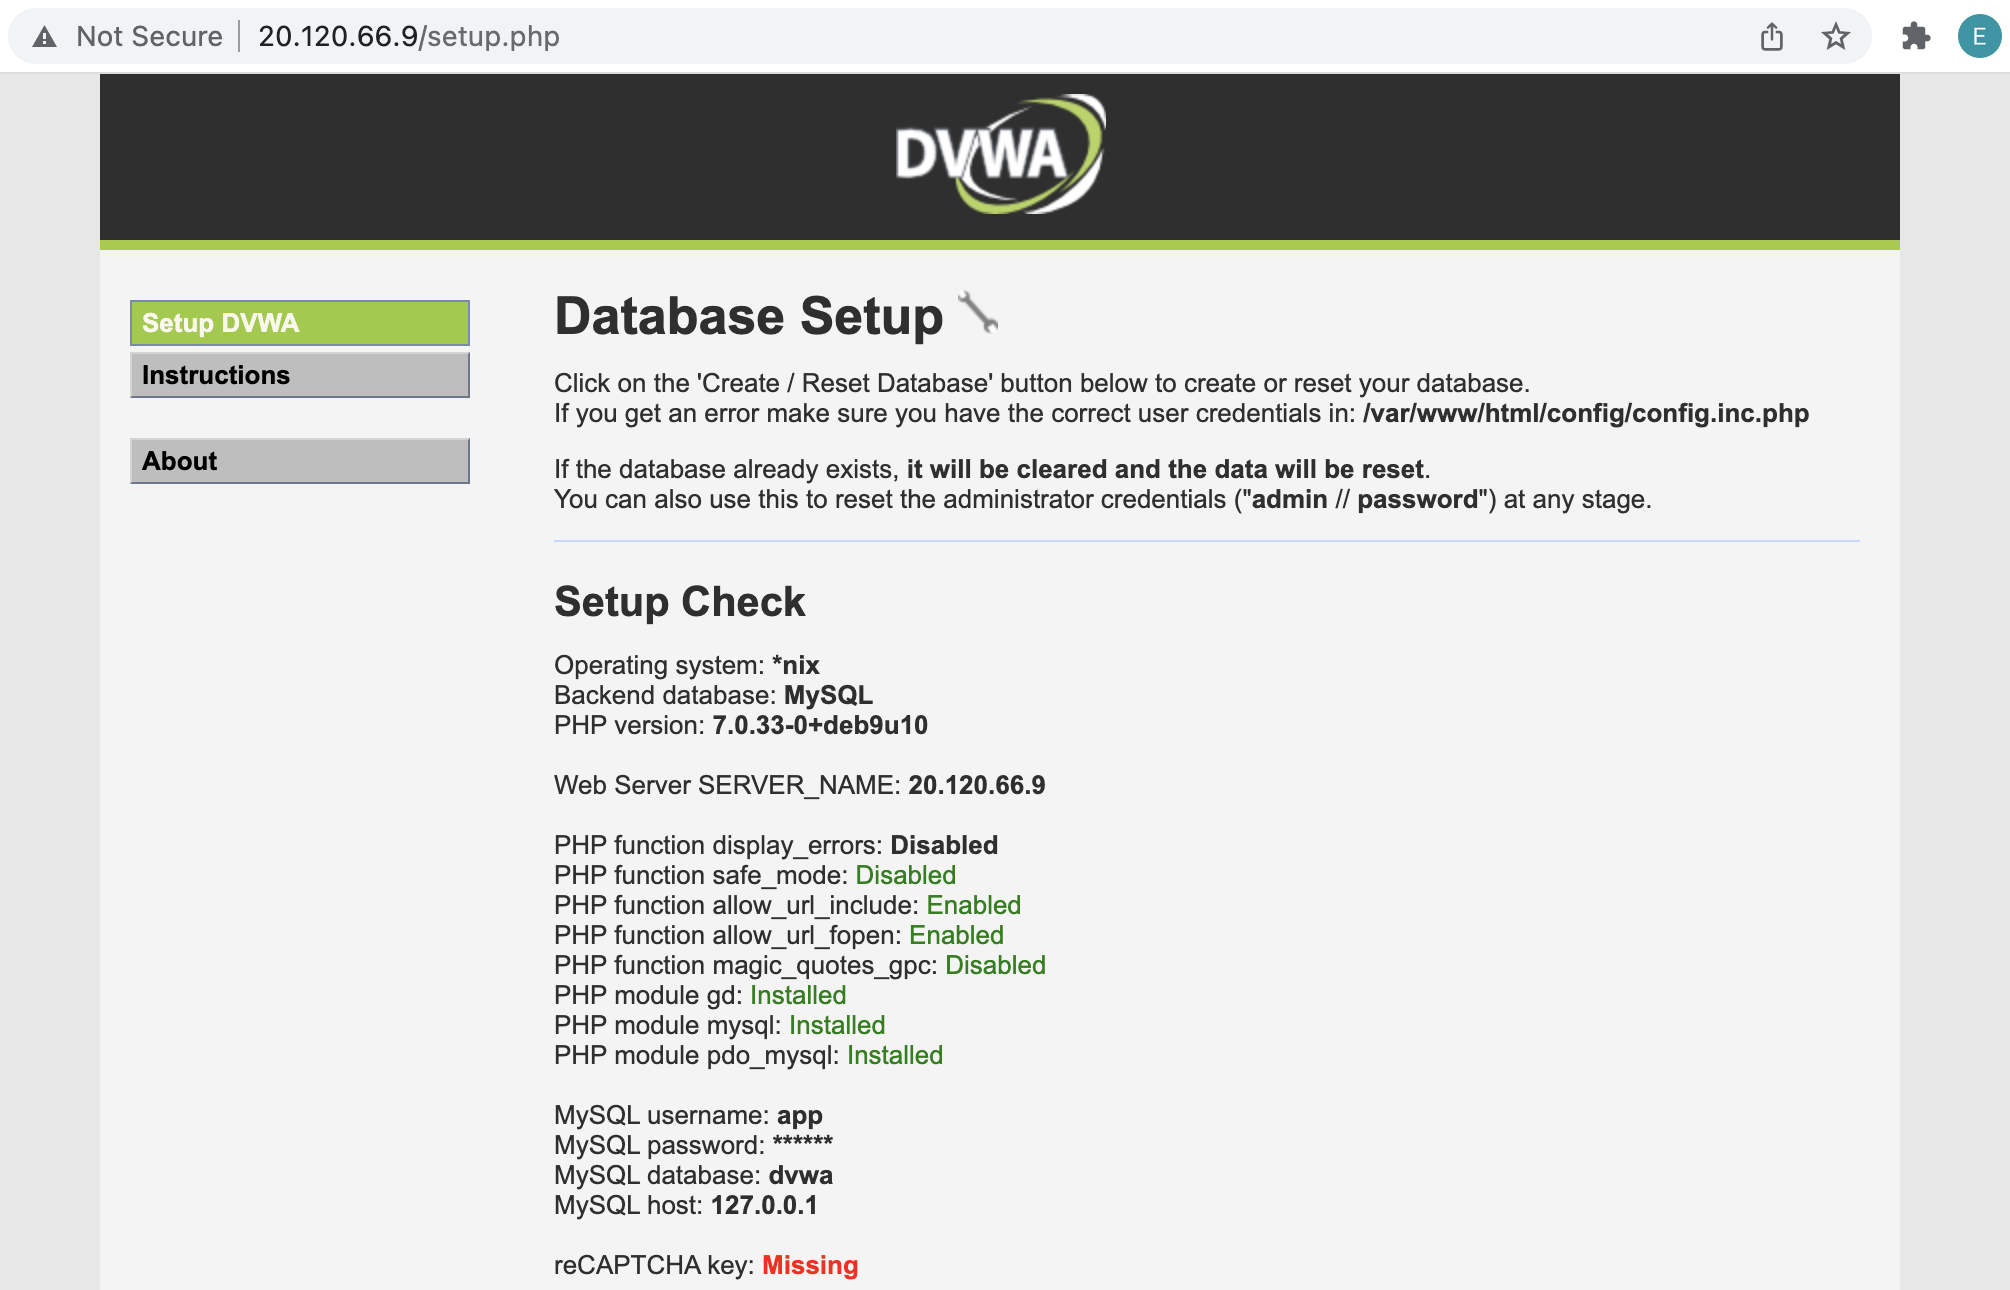 Not Secure 20.120.66.9/setup.php E
DVWA
Setup DVWA
Instructions
About
Database Setup
Click on the 'Create / Reset Database' button below to create or reset your database.
If you get an error make sure you have the correct user credentials in: /var/www/html/config/config.inc.php
If the database already exists, it will be cleared and the data will be reset.
You can also use this to reset the administrator credentials ("admin // password") at any stage.
Setup Check
Operating system: *nix
Backend database: MySQL
PHP version: 7.0.33-0+deb9u10
Web Server SERVER_NAME: 20.120.66.9
PHP function display_errors: Disabled
PHP function safe_mode: Disabled
PHP function allow_url_include: Enabled
PHP function allow_url_fopen: Enabled
PHP function magic_quotes_gpc: Disabled
PHP module gd: Installed
PHP module mysql: Installed
PHP module pdo_mysql: Installed
MySQL username: app
MySQL password: ******
MySQL database: dvwa
MySQL host: 127.0.0.1
reCAPTCHA key: Missing